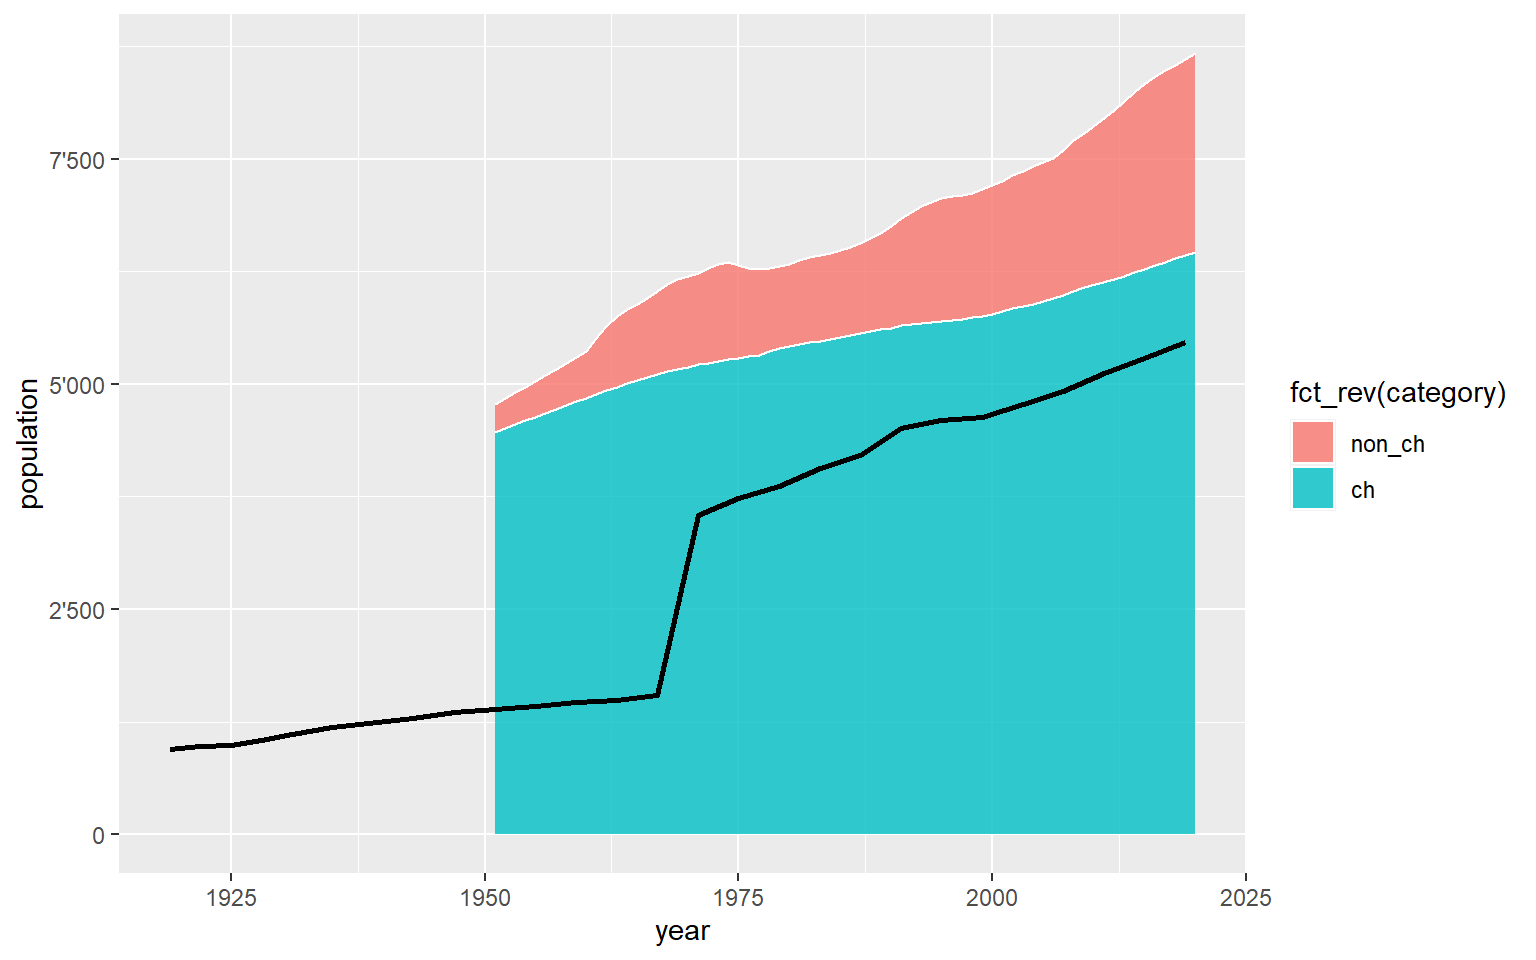 7'500
5'000
2'500
0
population
1925 1950 1975 2000 2025
year
fct_rev(category)
non_ch
ch